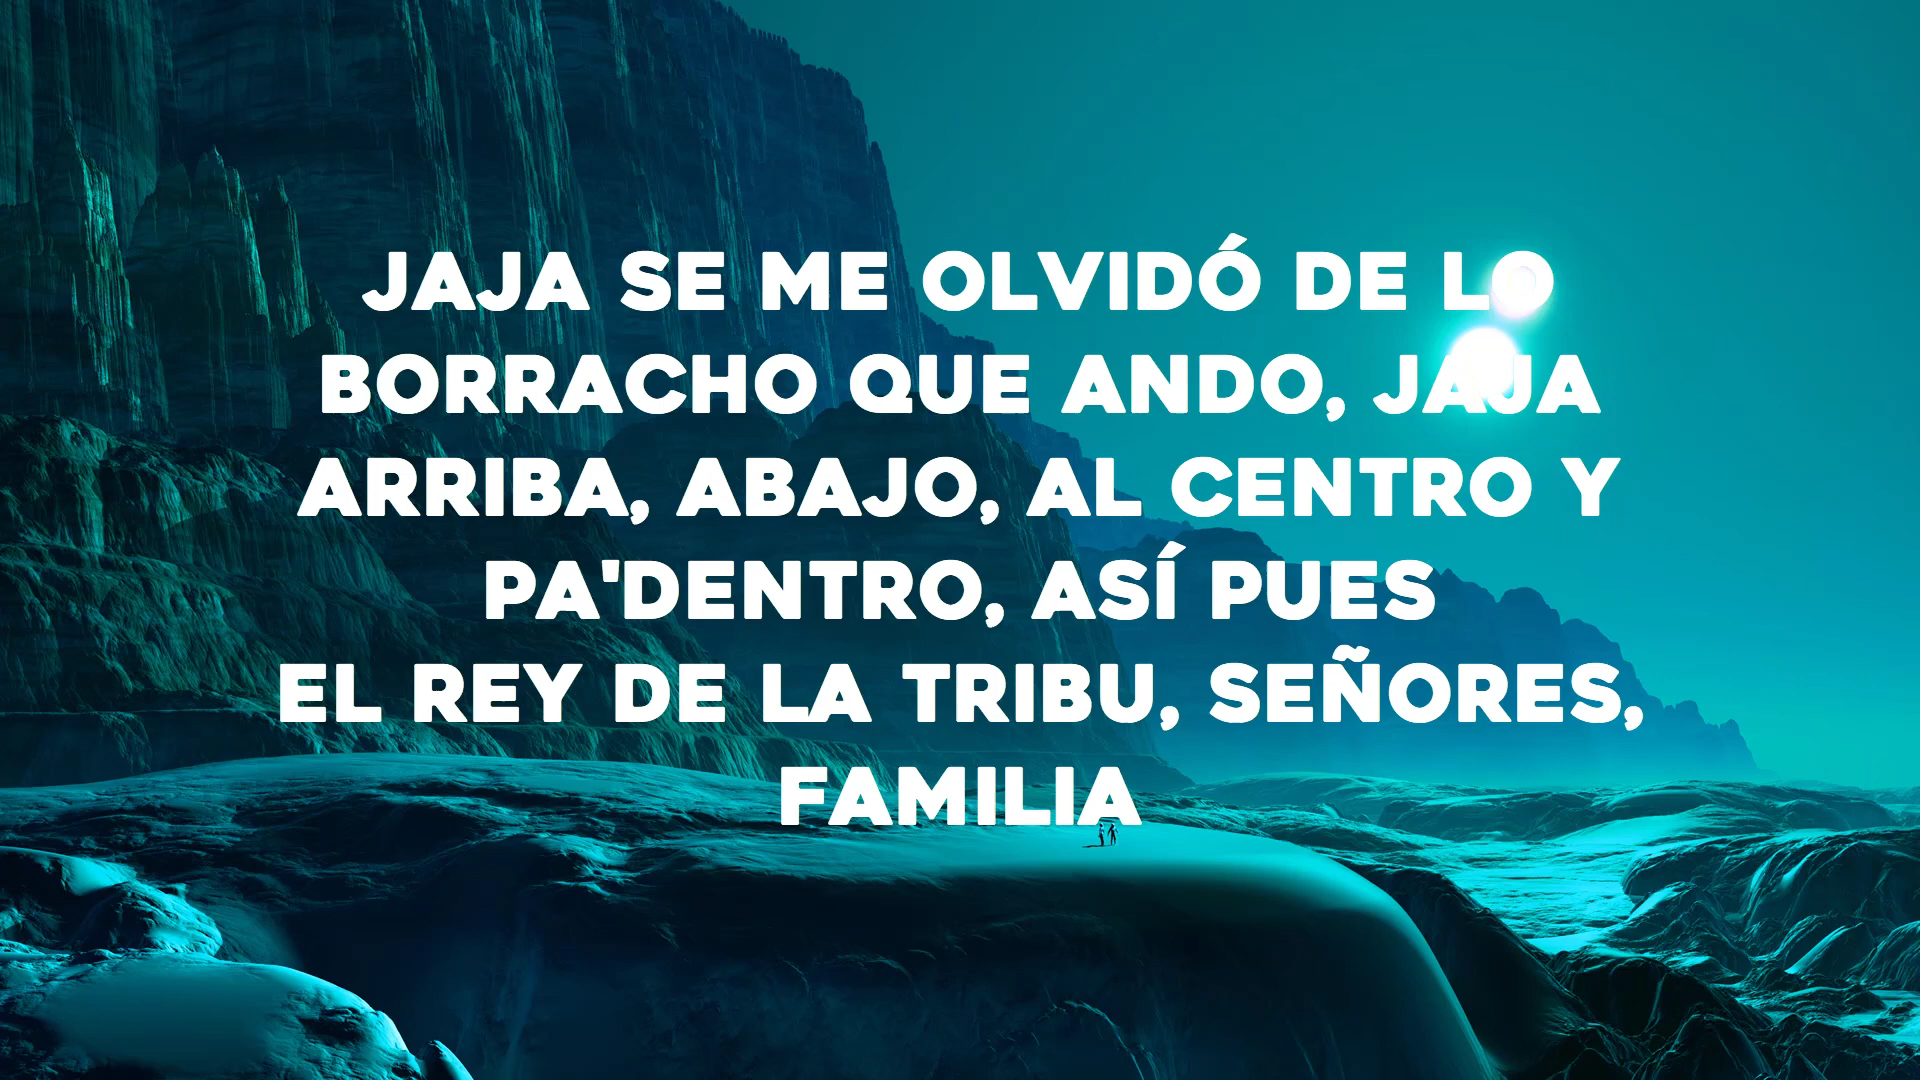 JAJA SE ME OLVIDÓ DE LO
BORRACHO QUE ANDO, JAJA
ARRIBA, ABAJO, AL CENTRO Y
PA'DENTRO, ASÍ PUES
EL REY DE LA TRIBU, SEÑORES,
FAMILIA